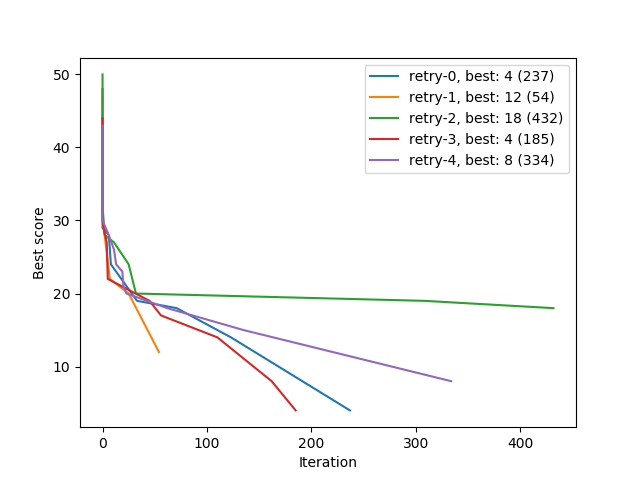 retry-0, best: 4 (237)
retry-1, best: 12 (54)
retry-2, best: 18 (432)
retry-3, best: 4 (185)
retry-4, best: 8 (334)
50
40
30
20
10
Best score
0 100 200 300 400
Iteration